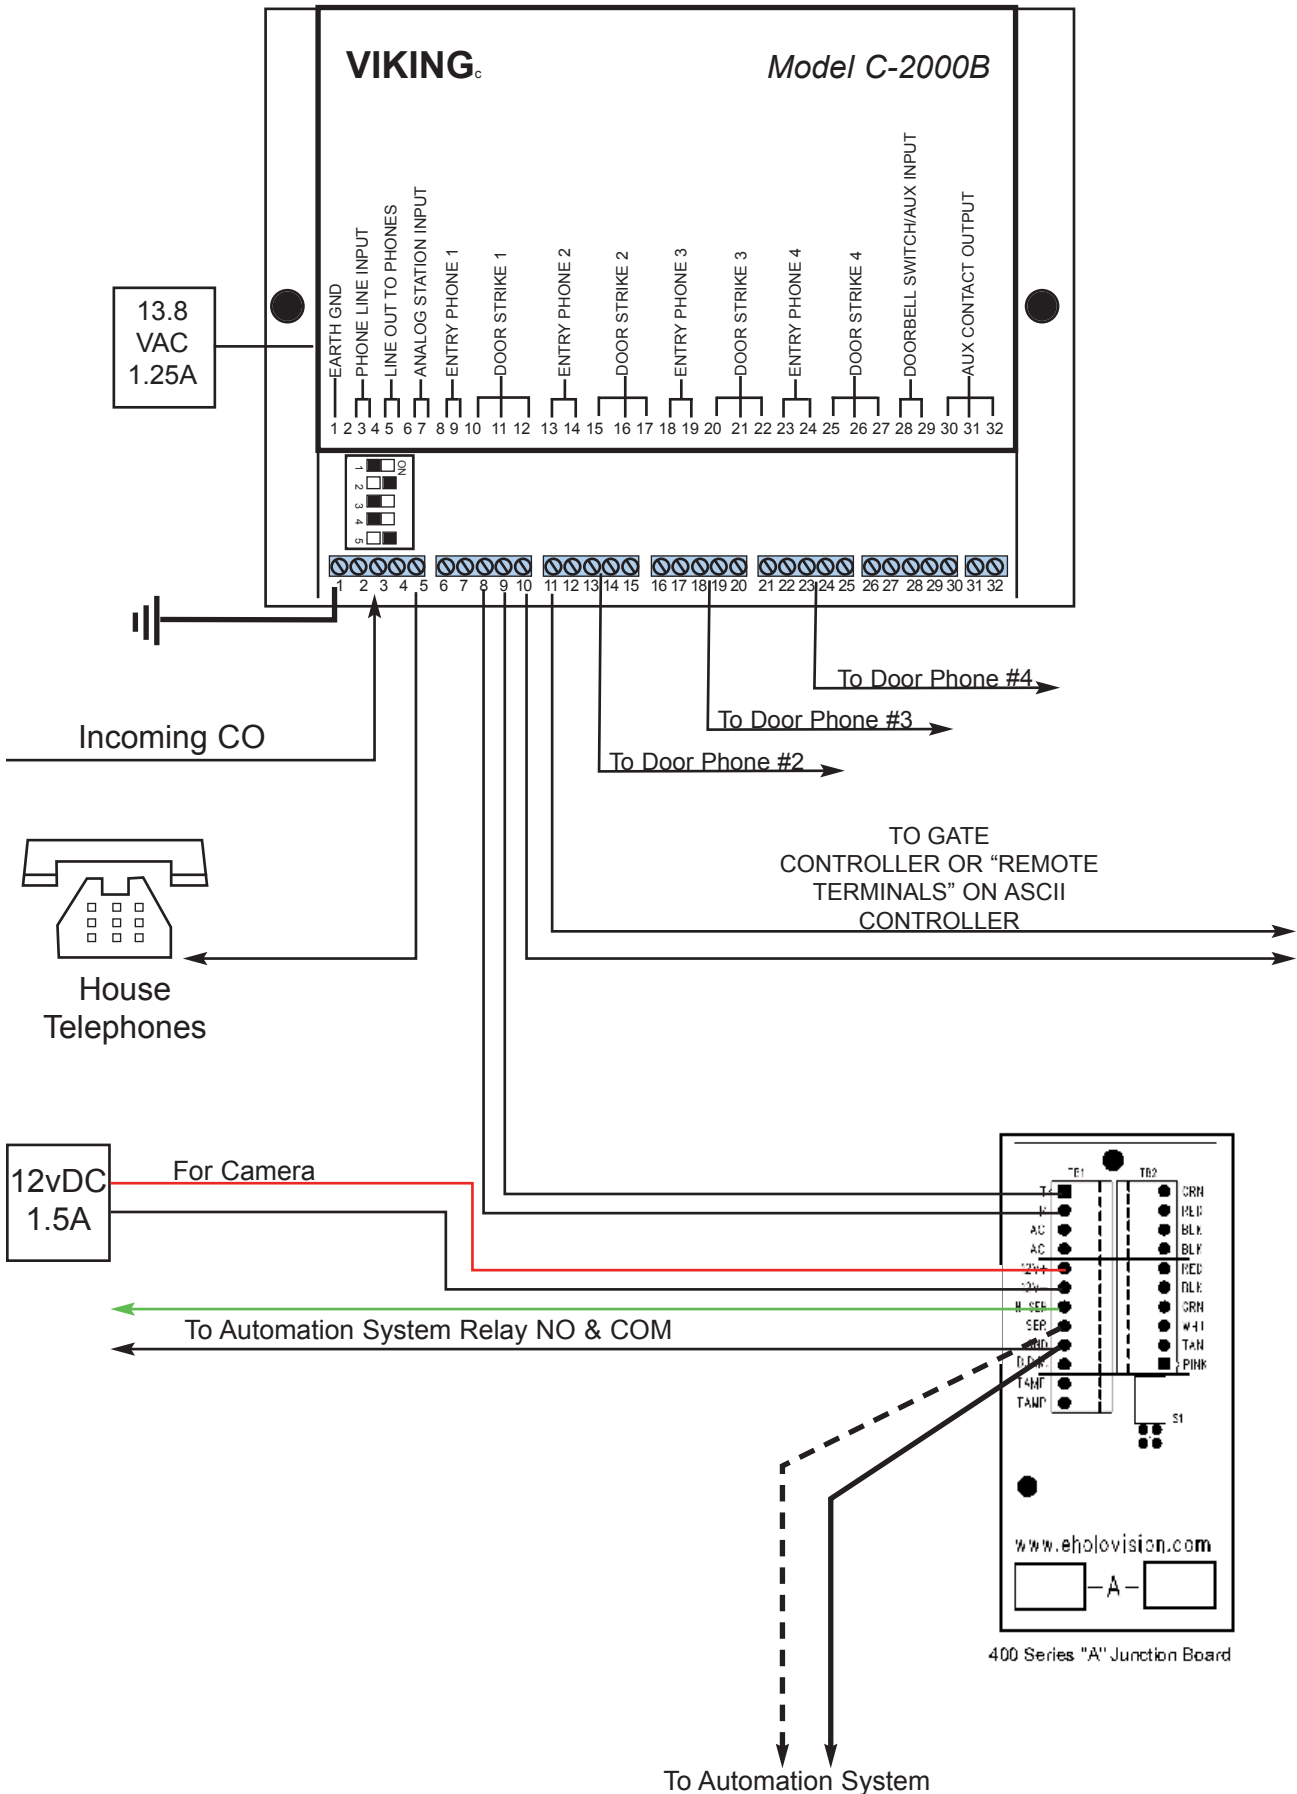 VIKINGc
Model C-2000B
13.8
VAC
1.25A
EARTH GND
PHONE LINE INPUT
LINE OUT TO PHONES
ANALOG STATION INPUT
ENTRY PHONE 1
DOOR STRIKE 1
ENTRY PHONE 2
DOOR STRIKE 2
ENTRY PHONE 3
DOOR STRIKE 3
ENTRY PHONE 4
DOOR STRIKE 4
DOORBELL SWITCH/AUX INPUT
AUX CONTACT OUTPUT
1 2 3 4 5 6 7 8 9 10 11 12 13 14 15 16 17 18 19 20 21 22 23 24 25 26 27 28 29 30 31 32
ON
1
2
3
4
5
1 2 3 4 5 6 7 8 9 10 11 12 13 14 15 16 17 18 19 20 21 22 23 24 25 26 27 28 29 30 31 32
To Door Phone #4
To Door Phone #3
Incoming CO
To Door Phone #2
TO GATE
CONTROLLER OR “REMOTE
TERMINALS” ON ASCII
CONTROLLER
House
Telephones
12vDC
1.5A
For Camera
TB1 TB2
AC
AC
SER
TAMP
TAMP
RED
BLK
BLK
RED
BLK
WHT
TAN
PINK
S1
To Automation System Relay NO & COM
www.eholovision.com
A
400 Series "A" Junction Board
To Automation System